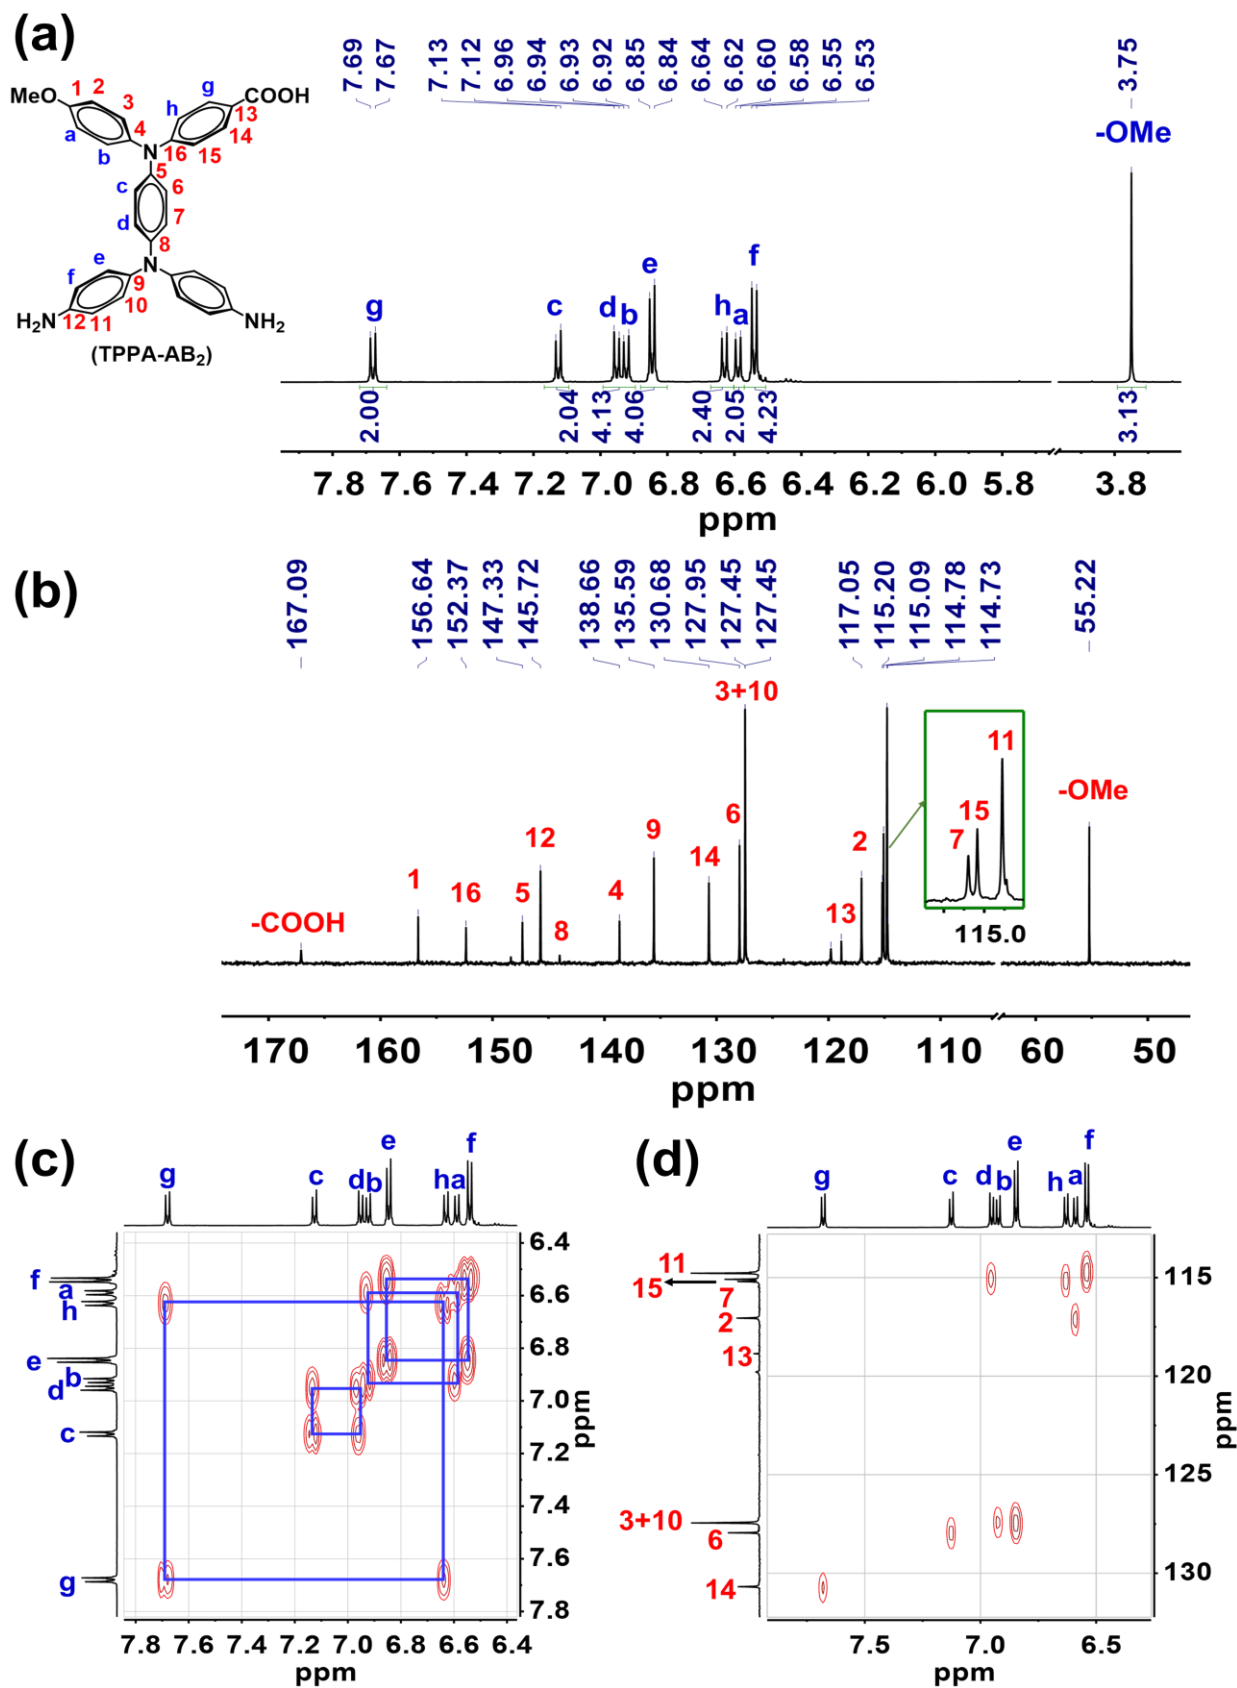 (a)
7.69
7.67
7.13
7.12
6.96
6.94
6.93
6.92
6.85
6.84
6.64
6.62
6.60
6.58
6.55
6.53
3.75
MeO
1
2
3
4
a
b
g
h
COOH
13
14
15
16
N
5
c
6
d
7
8
N
e
f
9
10
11
12
H2N
NH2
(TPPA-AB2)
g
c
d
b
e
h
a
f
-OMe
2.00
2.04
4.13
4.06
2.40
2.05
4.23
3.13
7.8 7.6 7.4 7.2 7.0 6.8 6.6 6.4 6.2 6.0 5.8 3.8
ppm
(b)
167.09
156.64
152.37
147.33
145.72
138.66
135.59
130.68
127.95
127.45
127.45
117.05
115.20
115.09
114.78
114.73
55.22
-COOH
1
16
5
12
8
4
9
14
6
3+10
13
2
7
15
11
115.0
-OMe
170 160 150 140 130 120 110 60 50
ppm
(c)
g
c
d
b
e
h
a
f
f
a
h
e
b
d
c
g
6.4
6.6
6.8
7.0
7.2
7.4
7.6
7.8
ppm
7.8 7.6 7.4 7.2 7.0 6.8 6.6 6.4
ppm
(d)
g
c
d
b
e
h
a
f
11
15
7
2
13
3+10
6
14
115
120
125
130
ppm
7.5 7.0 6.5
ppm